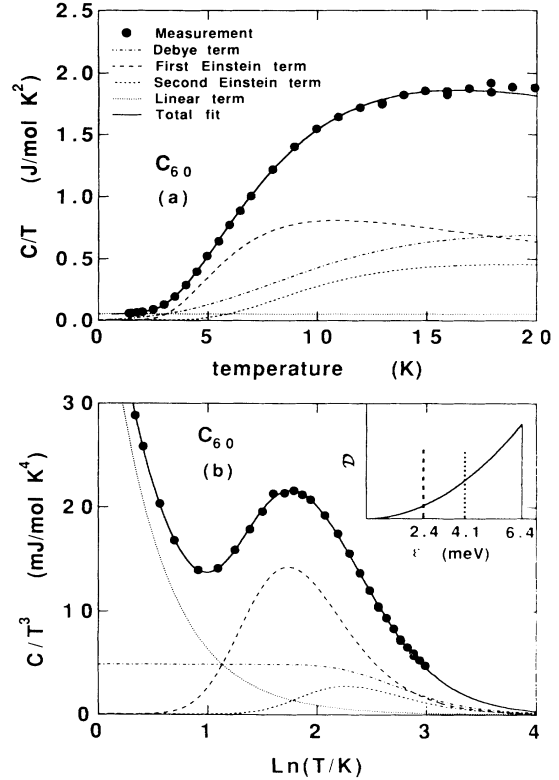 (a)
2.5
Measurement
Debye term
First Einstein term
Second Einstein term
Linear term
Total fit
2.0
1.5
1.0
0.5
0.0
C/T (J/mol K²)
C₆₀
(a)
0 5 10 15 20
temperature (K)
30
20
10
0
C/T³ (mJ/mol K⁴)
C₆₀
(b)
𝒟
2.4 4.1 6.4
ε (meV)
0 1 2 3 4
Ln(T/K)